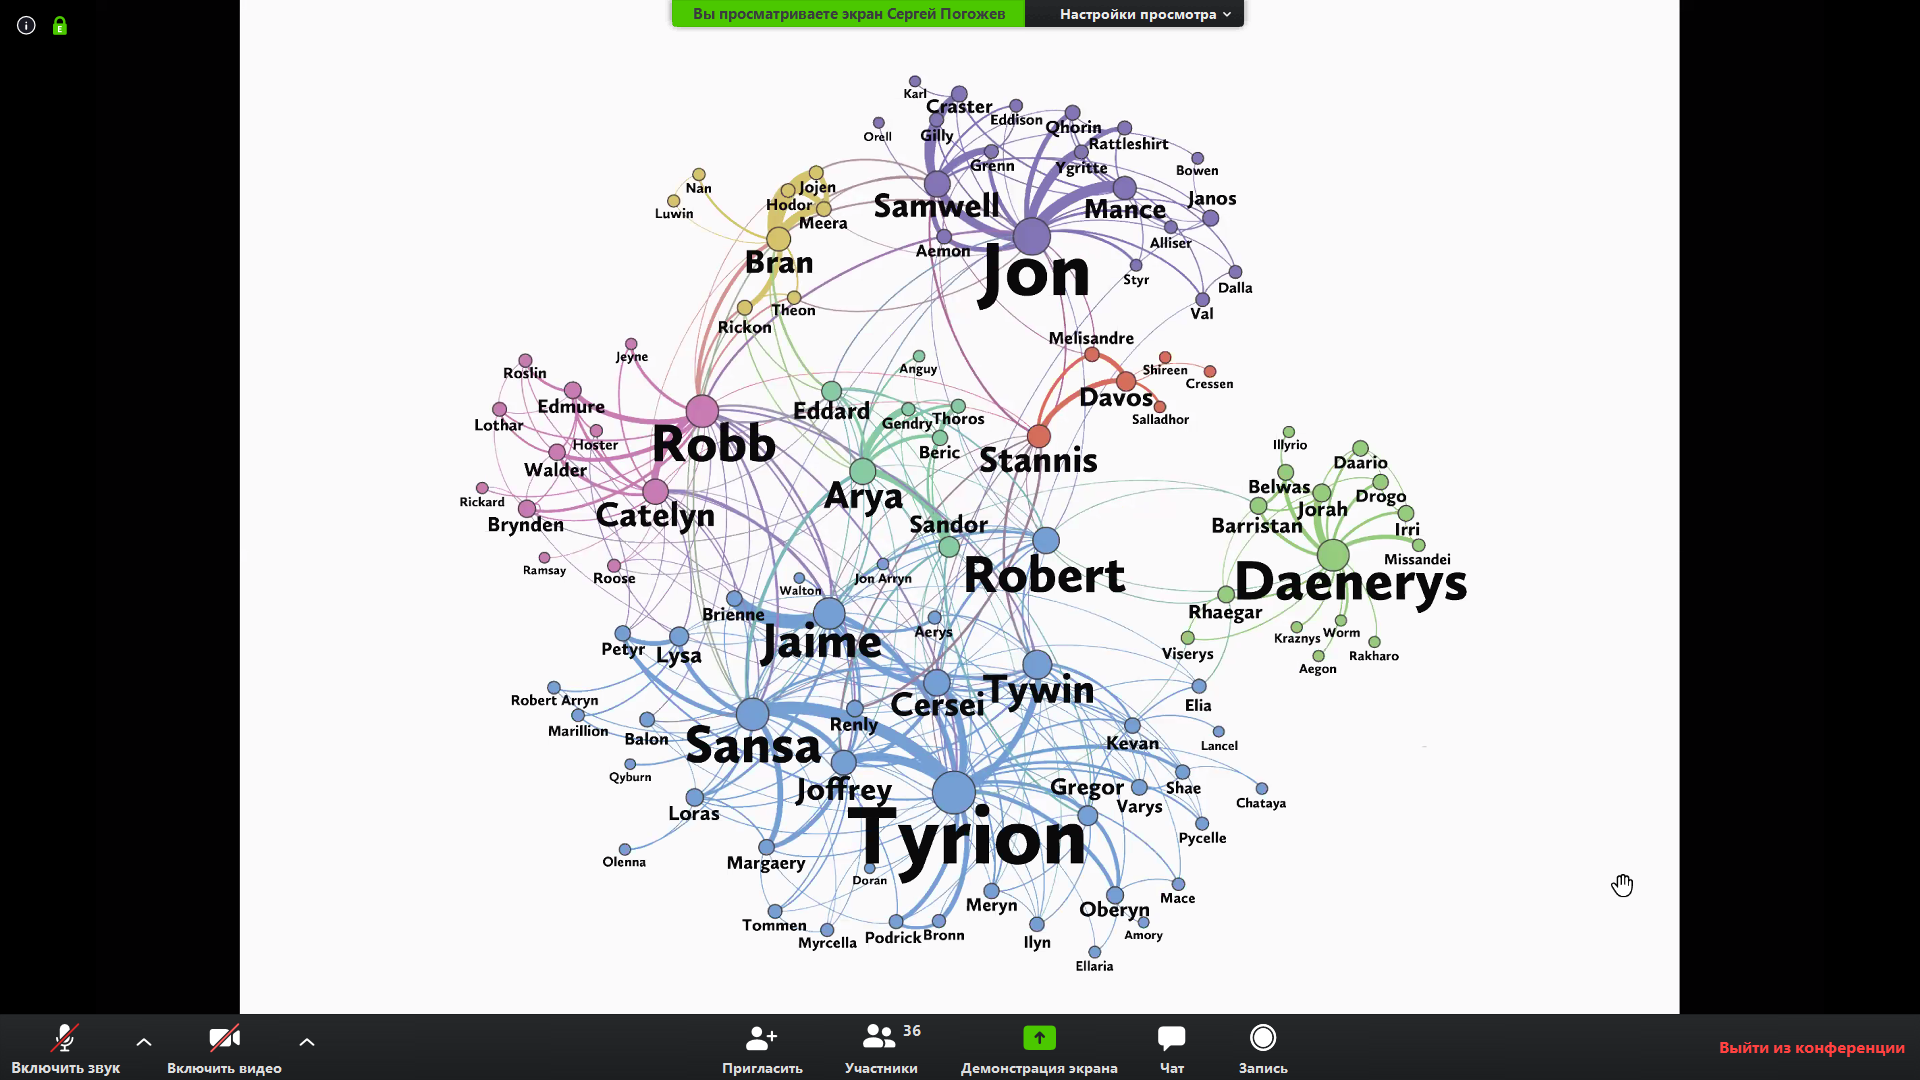 Вы просматриваете экран Сергей Погожев
Настройки просмотра
Karl
Craster
Eddison
Qhorin
Orell
Gilly
Rattleshirt
Grenn
Ygritte
Bowen
Nan
Jojen
Hodor
Samwell
Mance
Janos
Luwin
Meera
Alliser
Aemon
Bran
Jon
Styr
Dalla
Theon
Val
Rickon
Melisandre
Jeyne
Anguy
Shireen
Roslin
Cressen
Edmure
Eddard
Davos
Lothar
Gendry
Thoros
Salladhor
Hoster
Robb
Beric
Stannis
Illyrio
Walder
Daario
Rickard
Arya
Belwas
Drogo
Catelyn
Jorah
Brynden
Sandor
Barristan
Irri
Missandei
Ramsay
Roose
Jon Arryn
Robert
Daenerys
Walton
Brienne
Rhaegar
Aerys
Jaime
Kraznys
Worm
Petyr
Lysa
Viserys
Aegon
Rakharo
Robert Arryn
Cersei
Tywin
Elia
Marillion
Balon
Renly
Sansa
Kevan
Lancel
Qyburn
Joffrey
Gregor
Shae
Varys
Chataya
Loras
Tyrion
Pycelle
Olenna
Margaery
Doran
Mace
Meryn
Oberyn
Tommen
Myrcella
Podrick
Bronn
Ilyn
Amory
Ellaria
36
Включить звук
Включить видео
Пригласить
Участники
Демонстрация экрана
Чат
Запись
Выйти из конференции